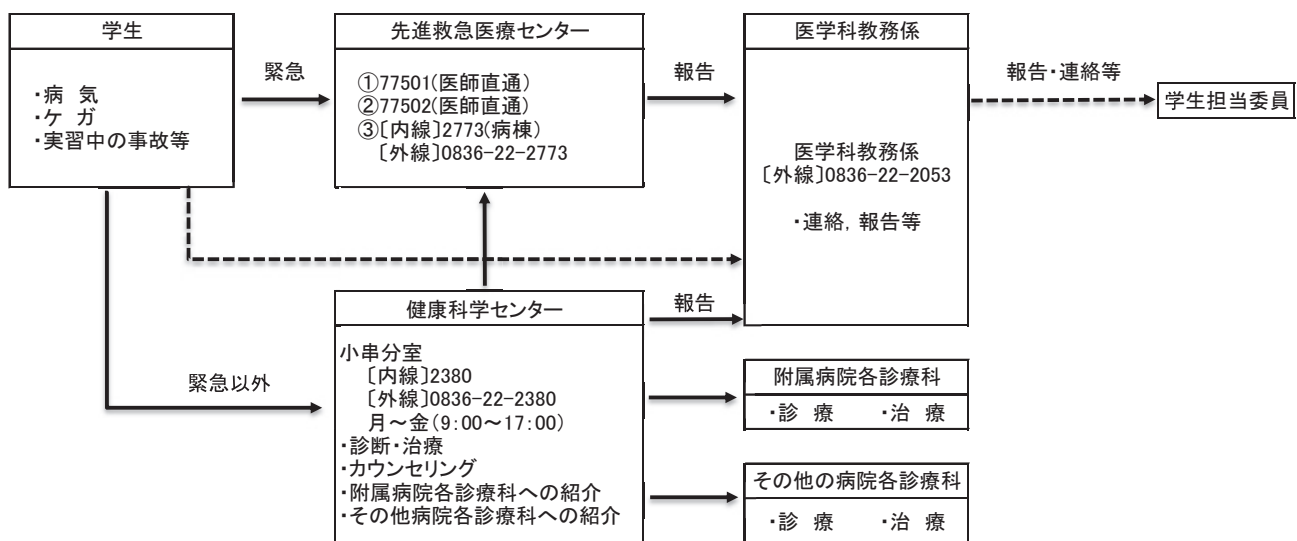 学生
・病　気
・ケ　ガ
・実習中の事故等
緊急
先進救急医療センター
①77501(医師直通)
②77502(医師直通)
③〔内線〕2773(病棟)
〔外線〕0836-22-2773
報告
医学科教務係
医学科教務係
〔外線〕0836-22-2053
・連絡，報告等
報告・連絡等
学生担当委員
緊急以外
健康科学センター
小串分室
〔内線〕2380
〔外線〕0836-22-2380
月～金(9:00～17:00)
・診断・治療
・カウンセリング
・附属病院各診療科への紹介
・その他病院各診療科への紹介
報告
附属病院各診療科
・診　療　　・治　療
その他の病院各診療科
・診　療　　・治　療